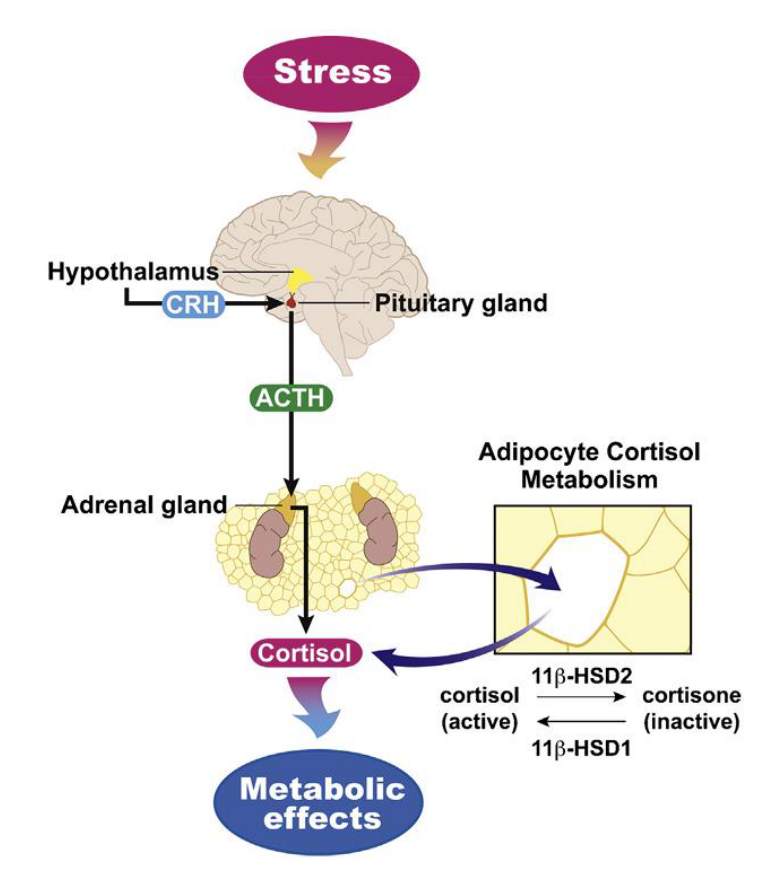 Stress
Hypothalamus
CRH
Pituitary gland
ACTH
Adipocyte Cortisol
Metabolism
Adrenal gland
Cortisol
11β-HSD2
cortisol
(active)
cortisone
(inactive)
11β-HSD1
Metabolic
effects